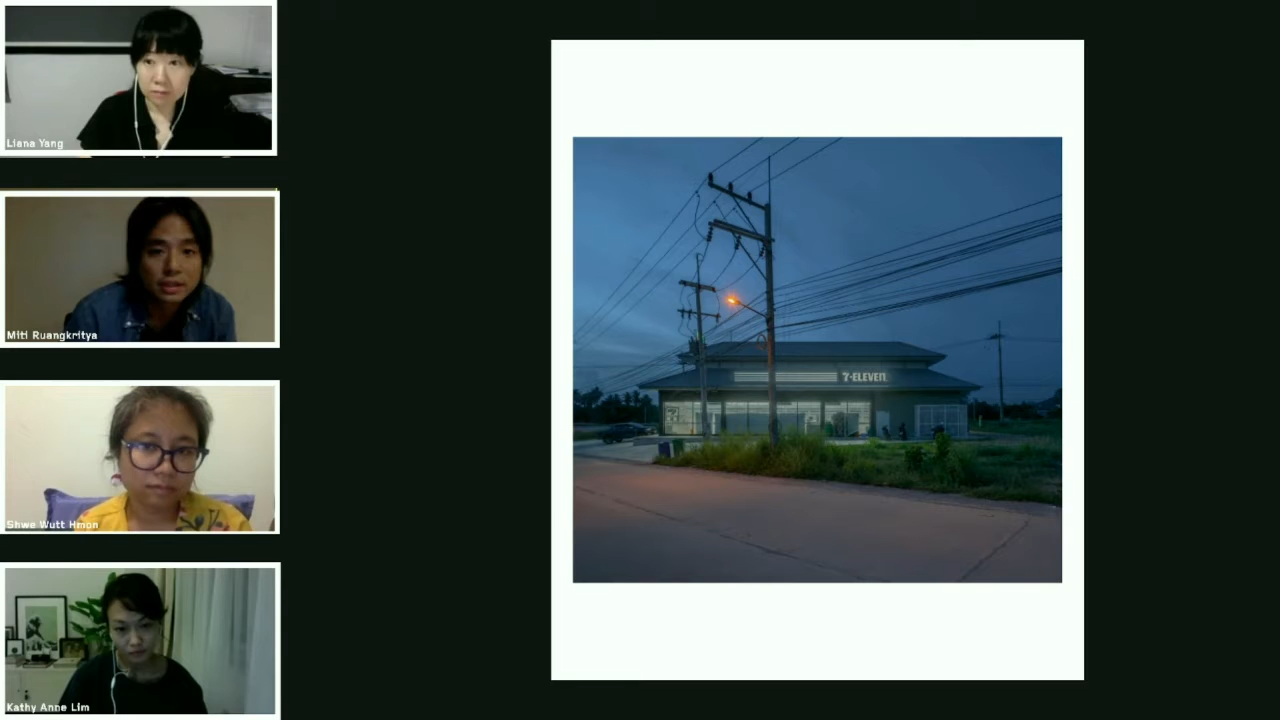 Liana Yang
Miti Ruangkritya
Shwe Wutt Hmon
Kathy Anne Lim
7-ELEVEn